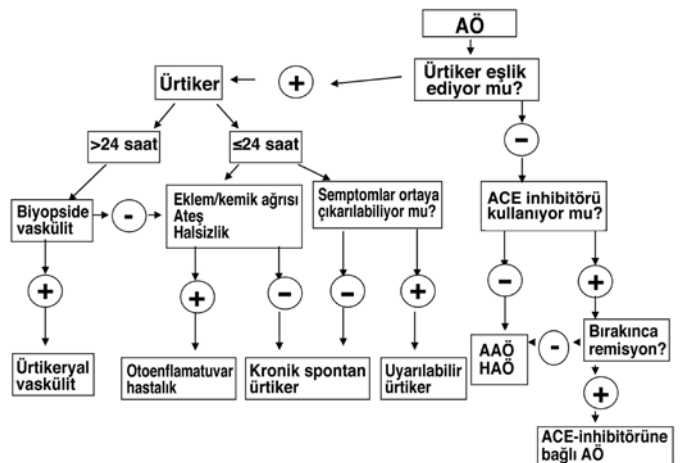 AÖ
Ürtiker eşlik
ediyor mu?
+
Ürtiker
-
>24 saat
≤24 saat
Biyopside
vaskülit
-
Eklem/kemik ağrısı
Ateş
Halsizlik
Semptomlar ortaya
çıkarılabiliyor mu?
ACE inhibitörü
kullanıyor mu?
+
+
-
-
+
-
+
Ürtikeryal
vaskülit
Otoenflamatuvar
hastalık
Kronik spontan
ürtiker
Uyarılabilir
ürtiker
AAÖ
HAÖ
-
Bırakınca
remisyon?
+
ACE-inhibitörüne
bağlı AÖ